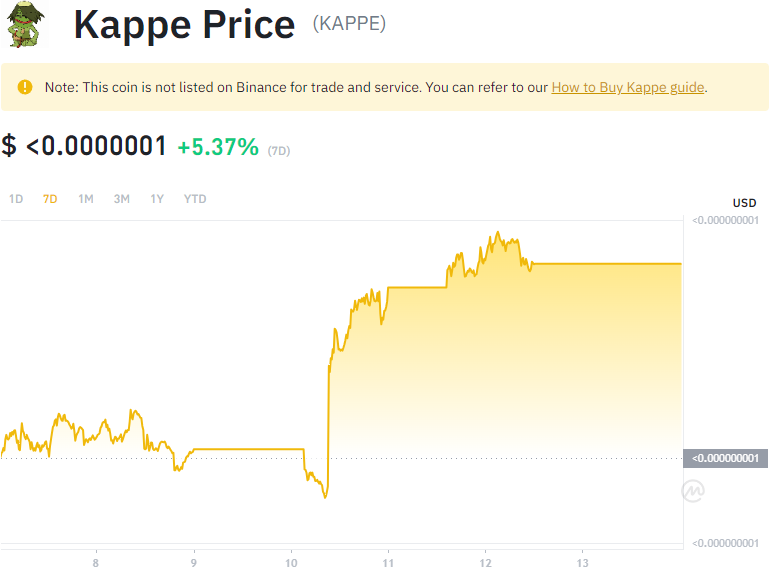 Kappe Price (KAPPE)
Note: This coin is not listed on Binance for trade and service. You can refer to our How to Buy Kappe guide.
$ <0.0000001 +5.37% (7D)
1D 7D 1M 3M 1Y YTD
USD
<0.000000001
<0.000000001
<0.000000001
8 9 10 11 12 13